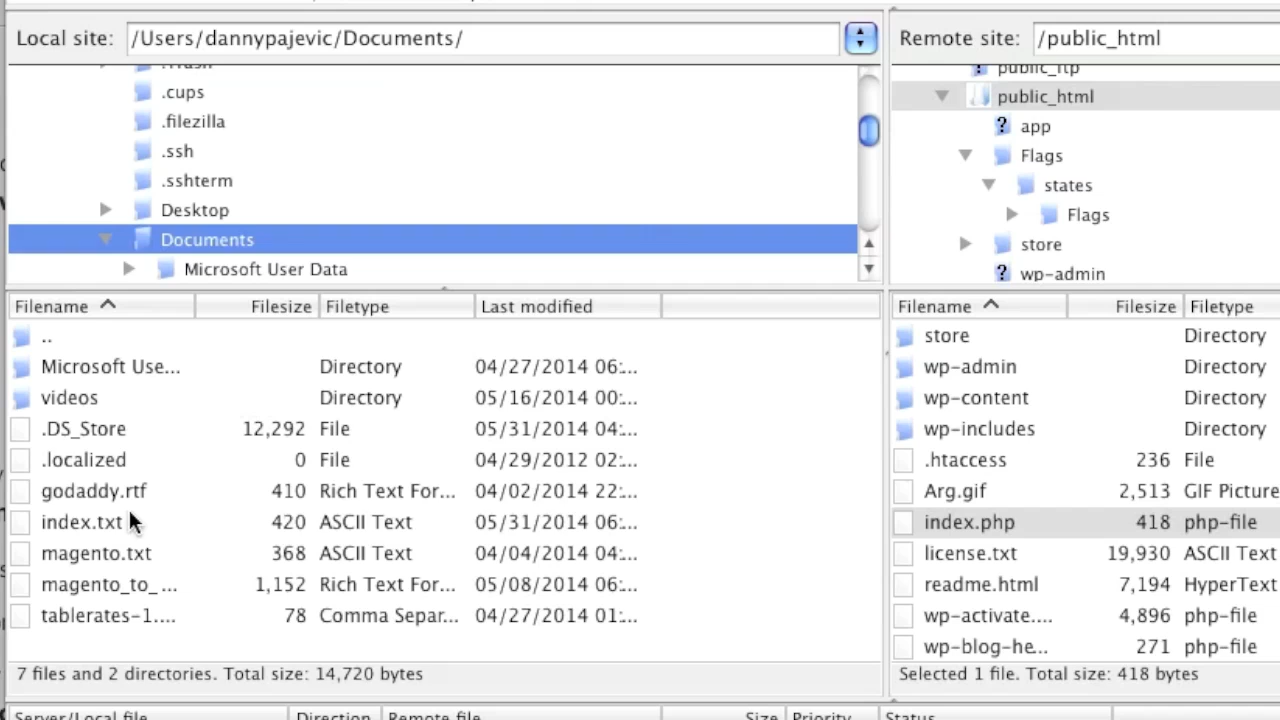 Local site: /Users/dannypajevic/Documents/
.cups
.filezilla
.ssh
.sshterm
Desktop
Documents
Microsoft User Data
Filename Filesize Filetype Last modified
..
Microsoft Use... Directory 04/27/2014 06:...
videos Directory 05/16/2014 00:...
.DS_Store 12,292 File 05/31/2014 04:...
.localized 0 File 04/29/2012 02:...
godaddy.rtf 410 Rich Text For... 04/02/2014 22:...
index.txt 420 ASCII Text 05/31/2014 06:...
magento.txt 368 ASCII Text 04/04/2014 04:...
magento_to_... 1,152 Rich Text For... 05/08/2014 06:...
tablerates-1.... 78 Comma Separ... 04/27/2014 01:...
7 files and 2 directories. Total size: 14,720 bytes
Remote site: /public_html
public_ftp
public_html
? app
Flags
states
Flags
store
? wp-admin
Filename Filesize Filetype
store Directory
wp-admin Directory
wp-content Directory
wp-includes Directory
.htaccess 236 File
Arg.gif 2,513 GIF Picture
index.php 418 php-file
license.txt 19,930 ASCII Text
readme.html 7,194 HyperText
wp-activate.... 4,896 php-file
wp-blog-he... 271 php-file
Selected 1 file. Total size: 418 bytes
Server/Local file Direction Remote file Size Priority Status